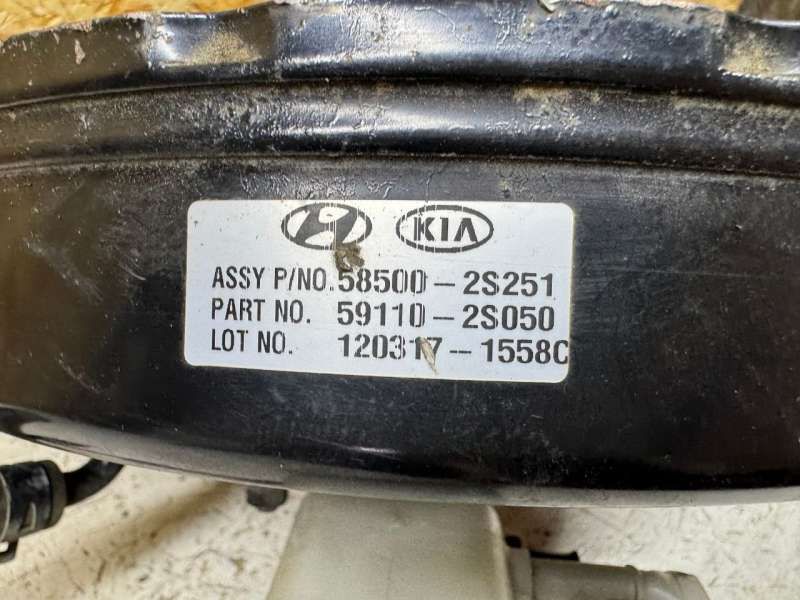 KIA
ASSY P/NO. 58500-2S251
PART NO. 59110-2S050
LOT NO. 120317-1558C